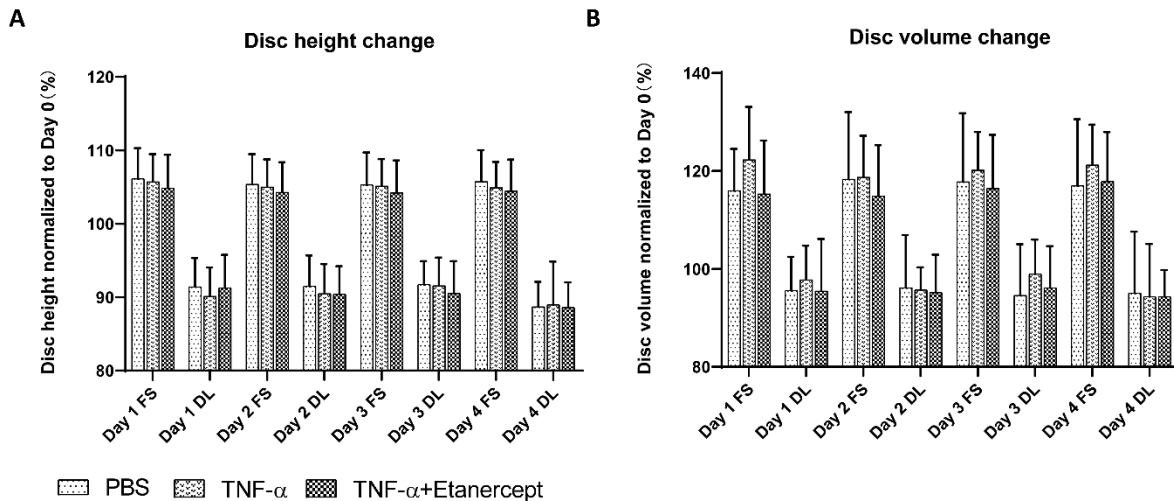 A
Disc height change
Disc height normalized to Day 0 (%)
120
110
100
90
80
Day 1 FS
Day 1 DL
Day 2 FS
Day 2 DL
Day 3 FS
Day 3 DL
Day 4 FS
Day 4 DL
B
Disc volume change
Disc volume normalized to Day 0 (%)
140
120
100
80
Day 1 FS
Day 1 DL
Day 2 FS
Day 2 DL
Day 3 FS
Day 3 DL
Day 4 FS
Day 4 DL
PBS
TNF-α
TNF-α+Etanercept